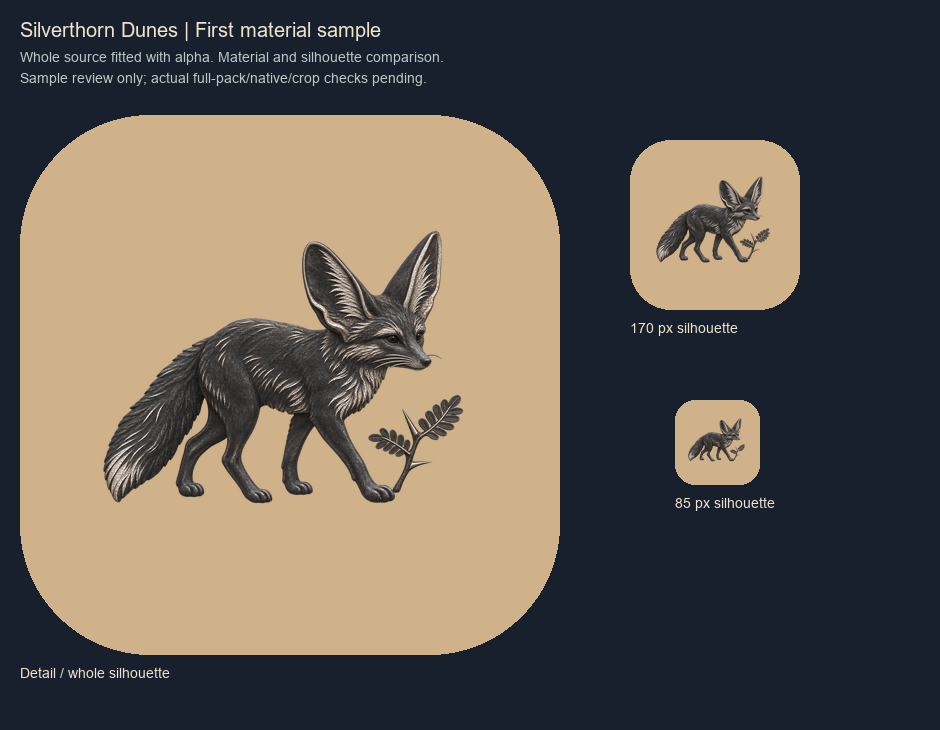 Silverthorn Dunes | First material sample
Whole source fitted with alpha. Material and silhouette comparison.
Sample review only; actual full-pack/native/crop checks pending.
170 px silhouette
85 px silhouette
Detail / whole silhouette